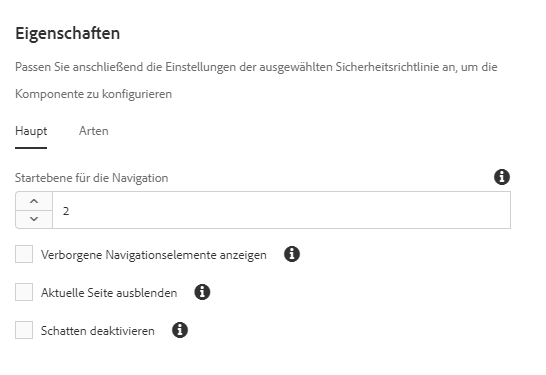 Eigenschaften
Passen Sie anschließend die Einstellungen der ausgewählten Sicherheitsrichtlinie an, um die
Komponente zu konfigurieren
Haupt Arten
Startebene für die Navigation
2
Verborgene Navigationselemente anzeigen
Aktuelle Seite ausblenden
Schatten deaktivieren